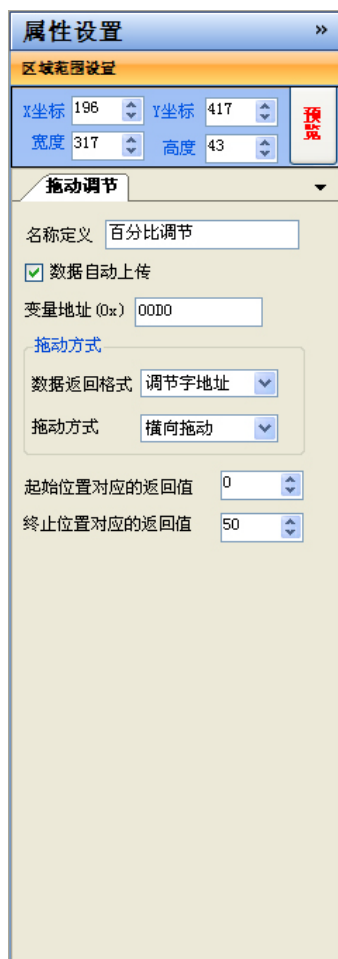 属性设置 »
区域范围设置
X坐标 196 Y坐标 417
宽度 317 高度 43
预览
拖动调节
名称定义 百分比调节
数据自动上传
变量地址(0x) 00D0
拖动方式
数据返回格式 调节字地址
拖动方式 横向拖动
起始位置对应的返回值 0
终止位置对应的返回值 50